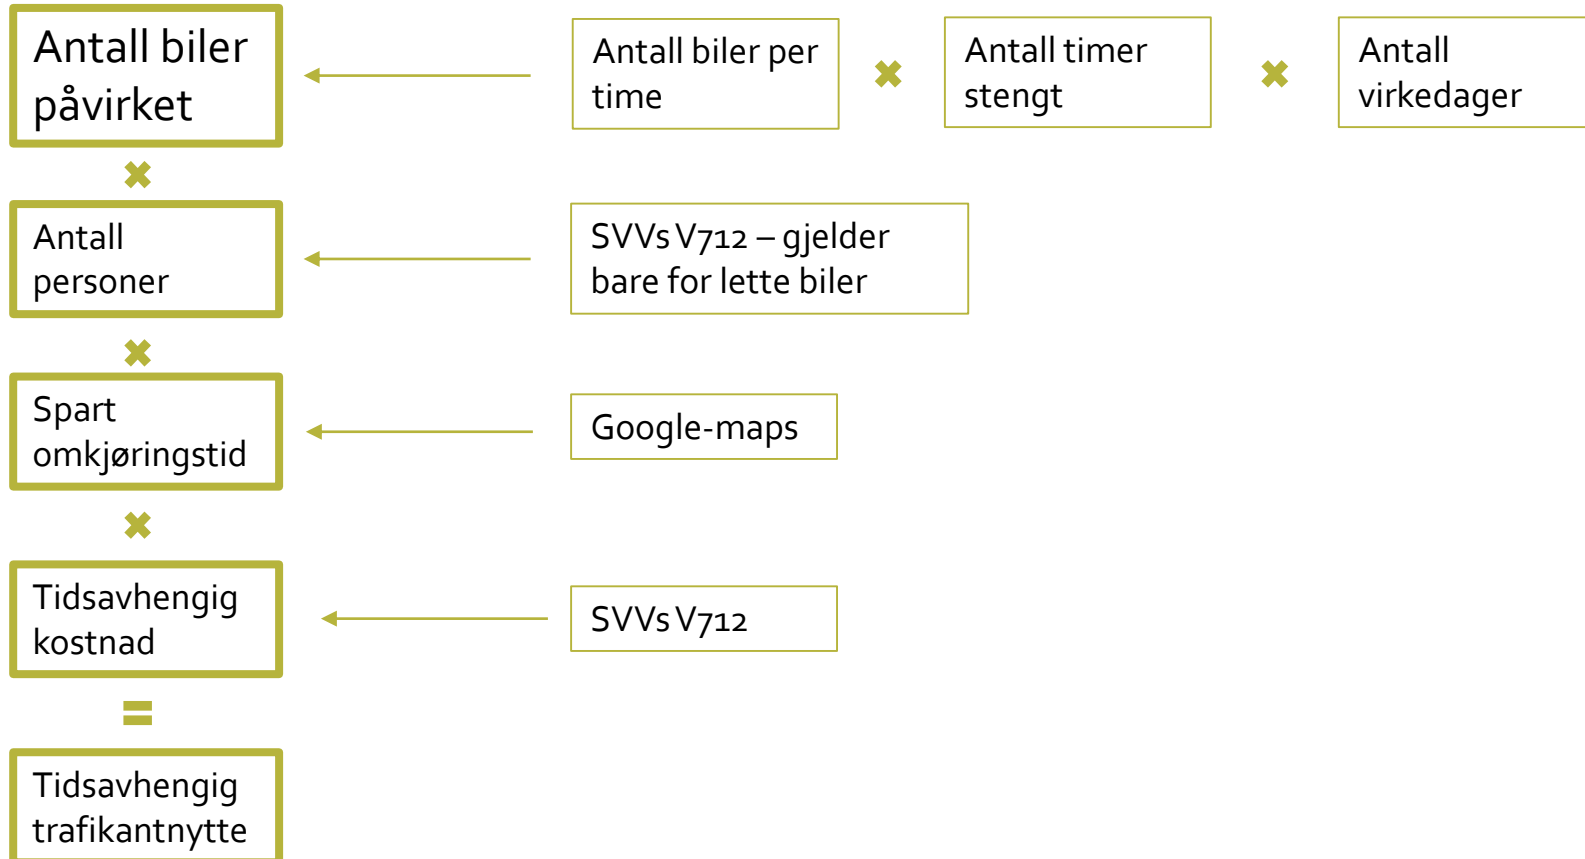 Antall biler
påvirket
Antall biler per
time
Antall timer
stengt
Antall
virkedager
Antall
personer
SVVs V712 – gjelder
bare for lette biler
Spart
omkjøringstid
Google-maps
Tidsavhengig
kostnad
SVVs V712
Tidsavhengig
trafikantnytte